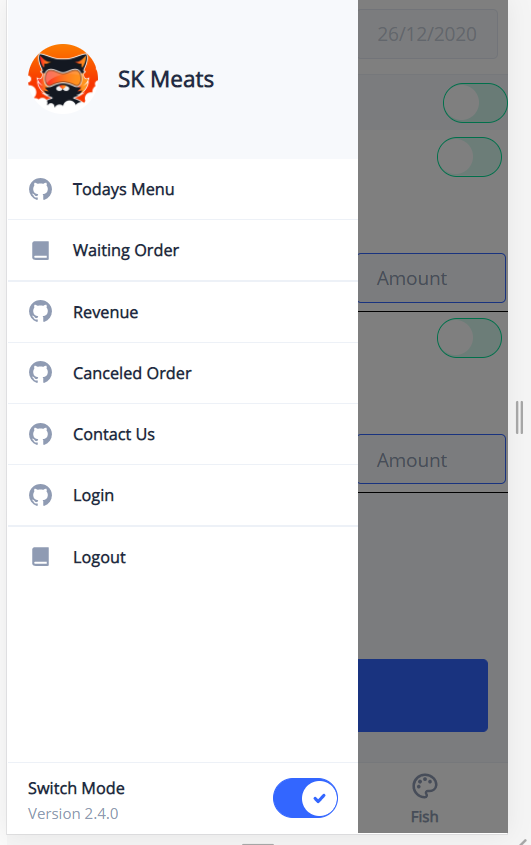 SK Meats
26/12/2020
Todays Menu
Waiting Order
Amount
Revenue
Canceled Order
Contact Us
Amount
Login
Logout
Switch Mode
Version 2.4.0
Fish